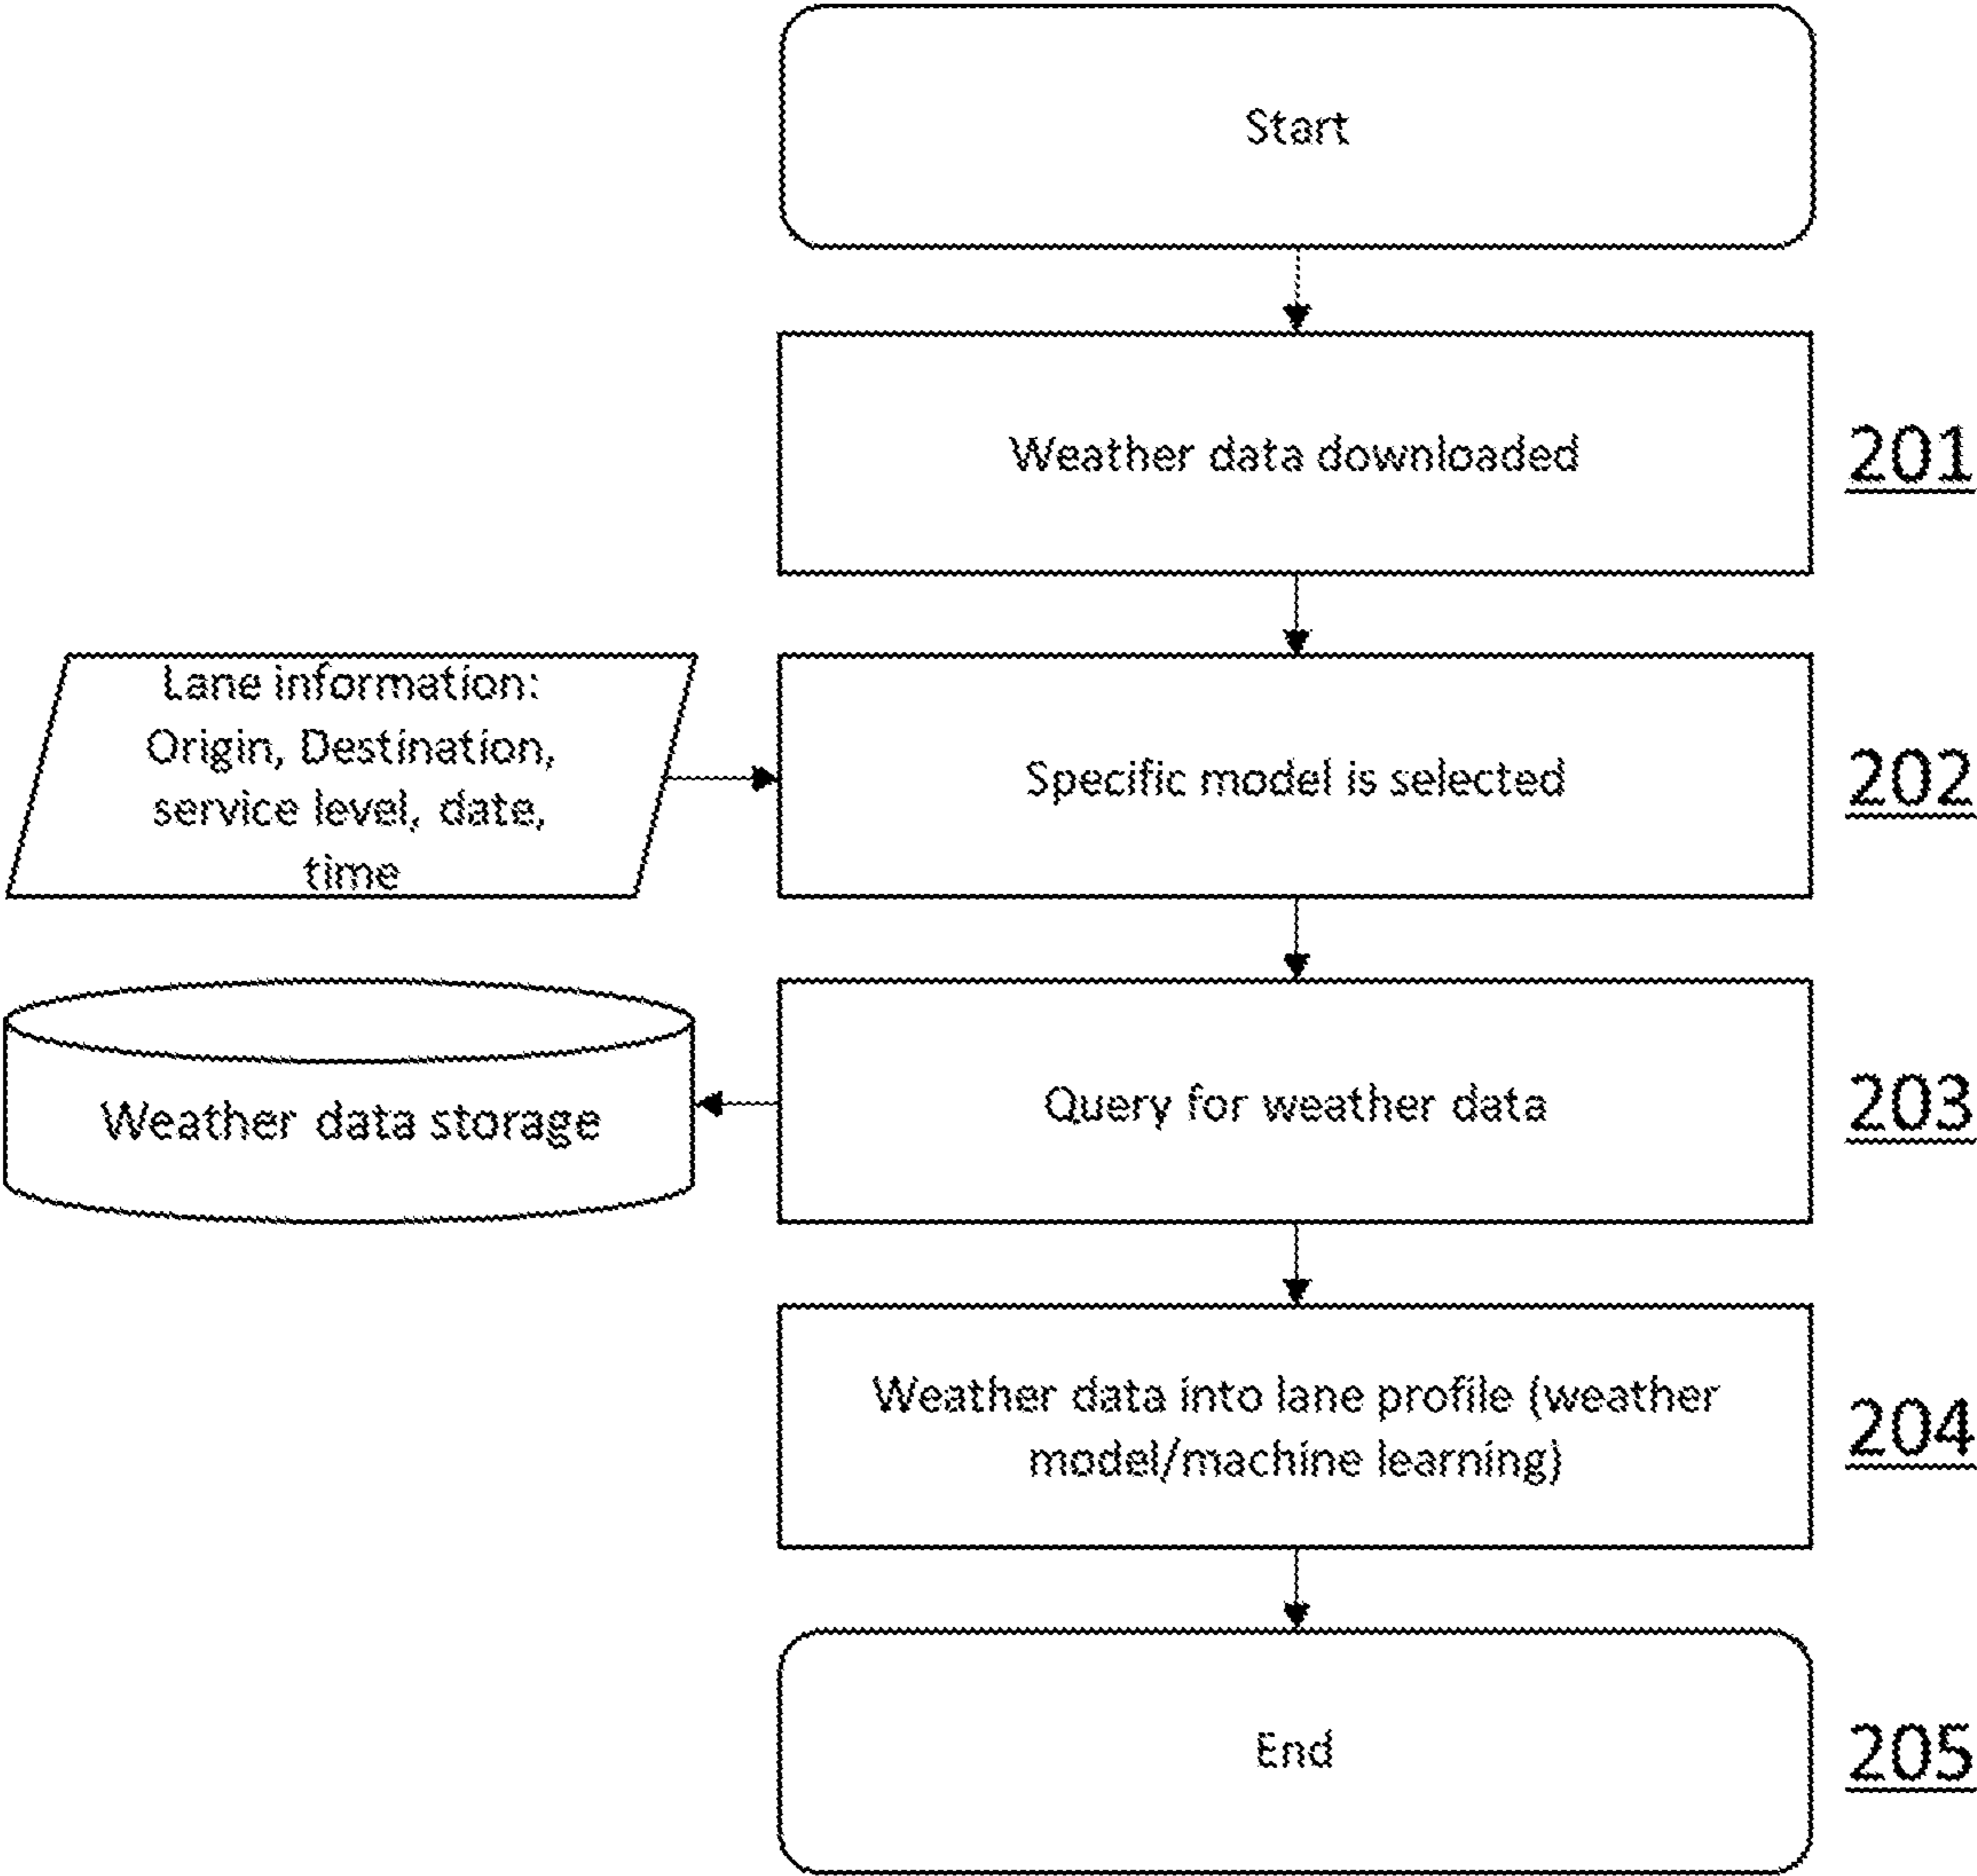 Start
Weather data downloaded
201
Lane information:
Origin, Destination,
service level, date,
time
Specific model is selected
202
Weather data storage
Query for weather data
203
Weather data into lane profile (weather
model/machine learning)
204
End
205